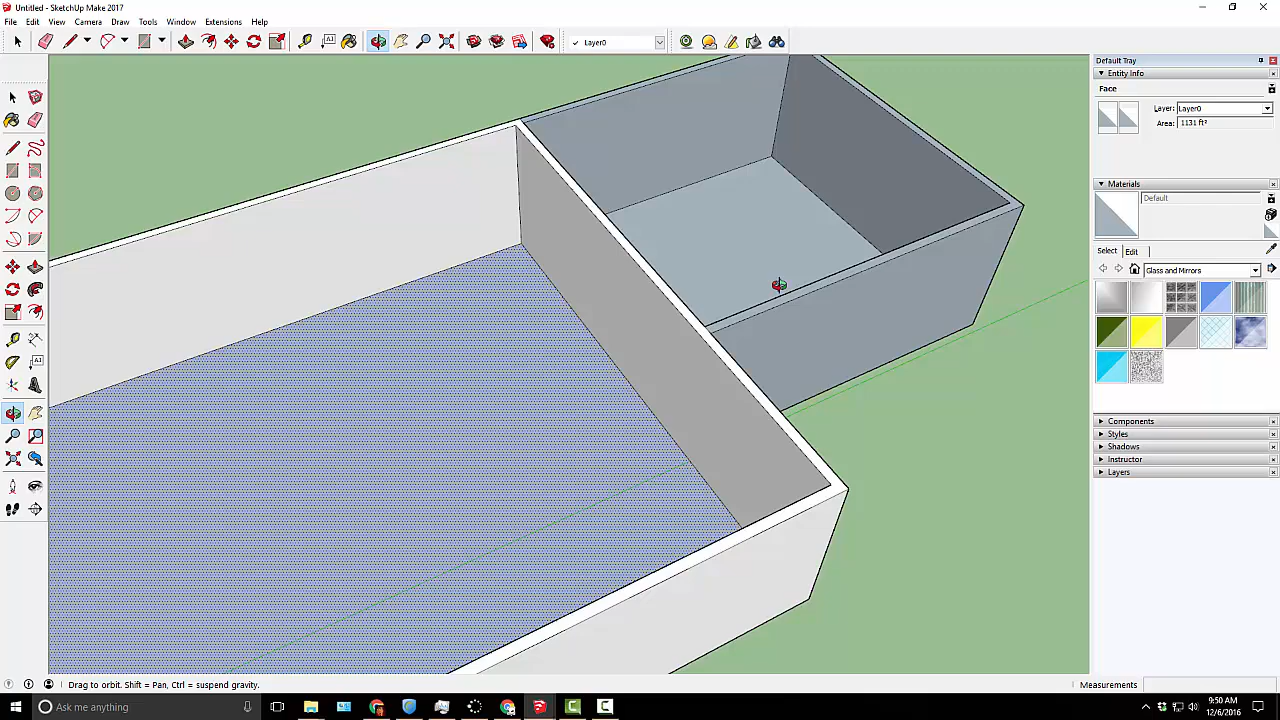 Untitled - SketchUp Make 2017
File Edit View Camera Draw Tools Window Extensions Help
Layer0
Default Tray
Entity Info
Face
Layer: Layer0
Area: 1131 ft²
Materials
Default
Select Edit
Glass and Mirrors
Components
Styles
Shadows
Instructor
Layers
Drag to orbit. Shift = Pan, Ctrl = suspend gravity.
Measurements
Ask me anything
9:50 AM
12/6/2016